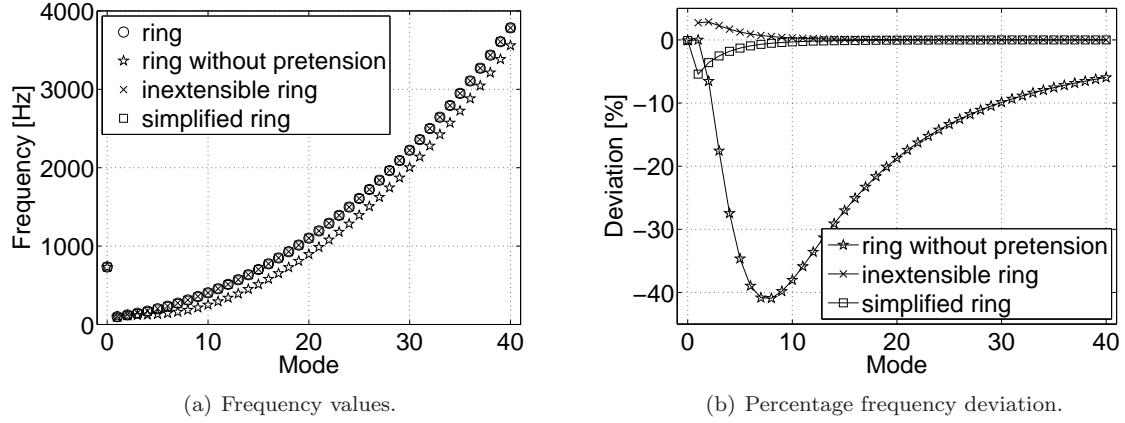 4000
3000
2000
1000
0
0
10
20
30
40
Frequency [Hz]
Mode
ring
ring without pretension
inextensible ring
simplified ring
(a) Frequency values.
0
−10
−20
−30
−40
0
10
20
30
40
Deviation [%]
Mode
ring without pretension
inextensible ring
simplified ring
(b) Percentage frequency deviation.